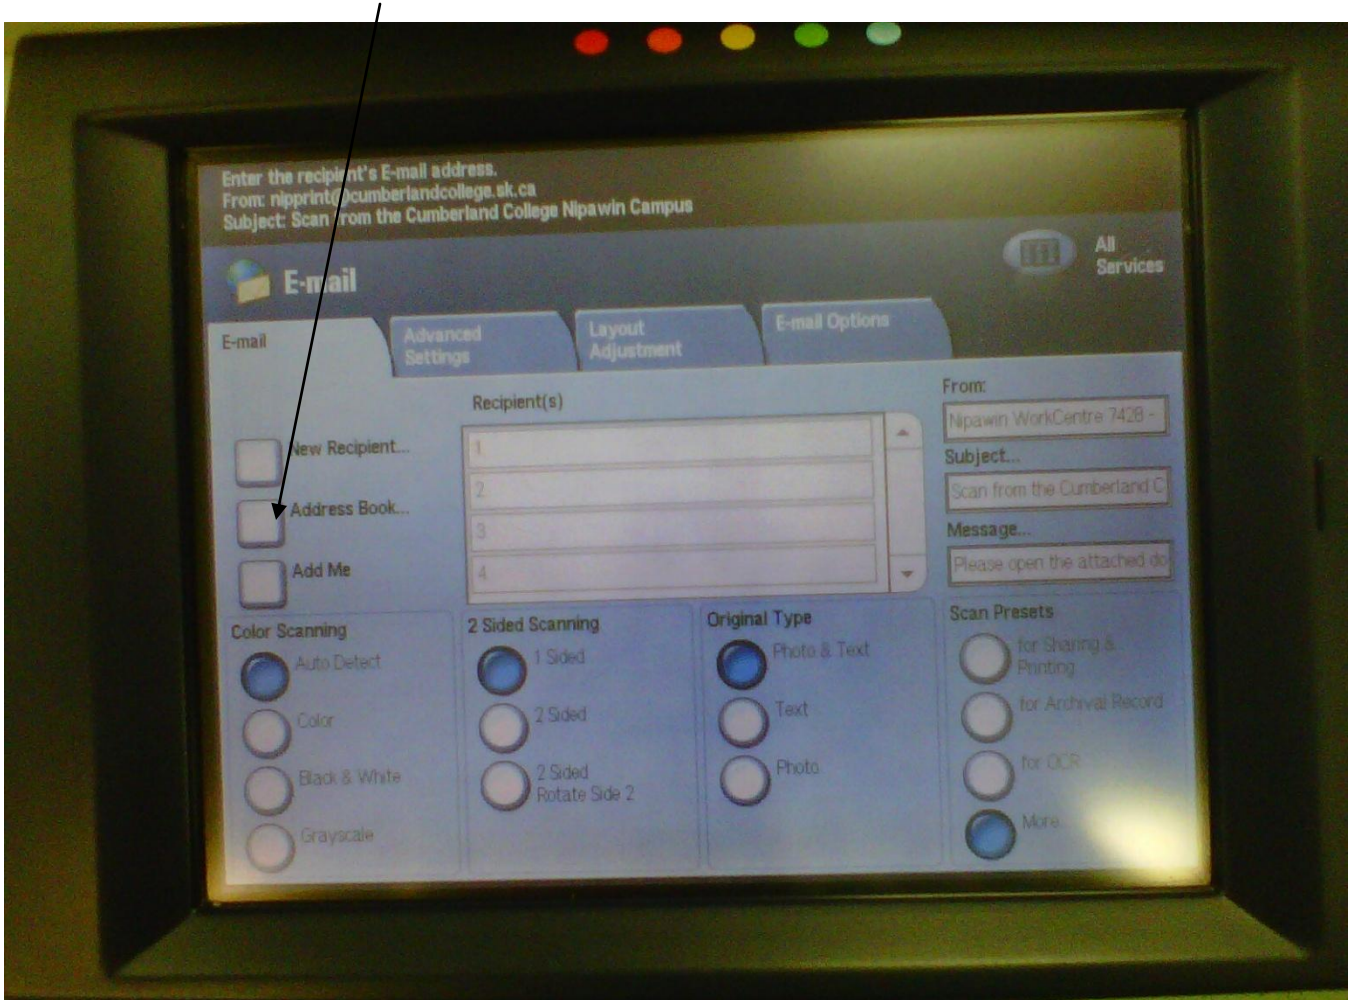 Enter the recipient's E-mail address.
From: nipprint@cumberlandcollege.sk.ca
Subject: Scan from the Cumberland College Nipawin Campus
E-mail
All
Services
E-mail
Advanced
Settings
Layout
Adjustment
E-mail Options
Recipient(s)
New Recipient...
Address Book...
Add Me
1
2
3
4
From:
Nipawin WorkCentre 7428 -
Subject...
Scan from the Cumberland C
Message...
Please open the attached do
Color Scanning
Auto Detect
Color
Black & White
Grayscale
2 Sided Scanning
1 Sided
2 Sided
2 Sided
Rotate Side 2
Original Type
Photo & Text
Text
Photo
Scan Presets
for Sharing &
Printing
for Archival Record
for OCR
More...